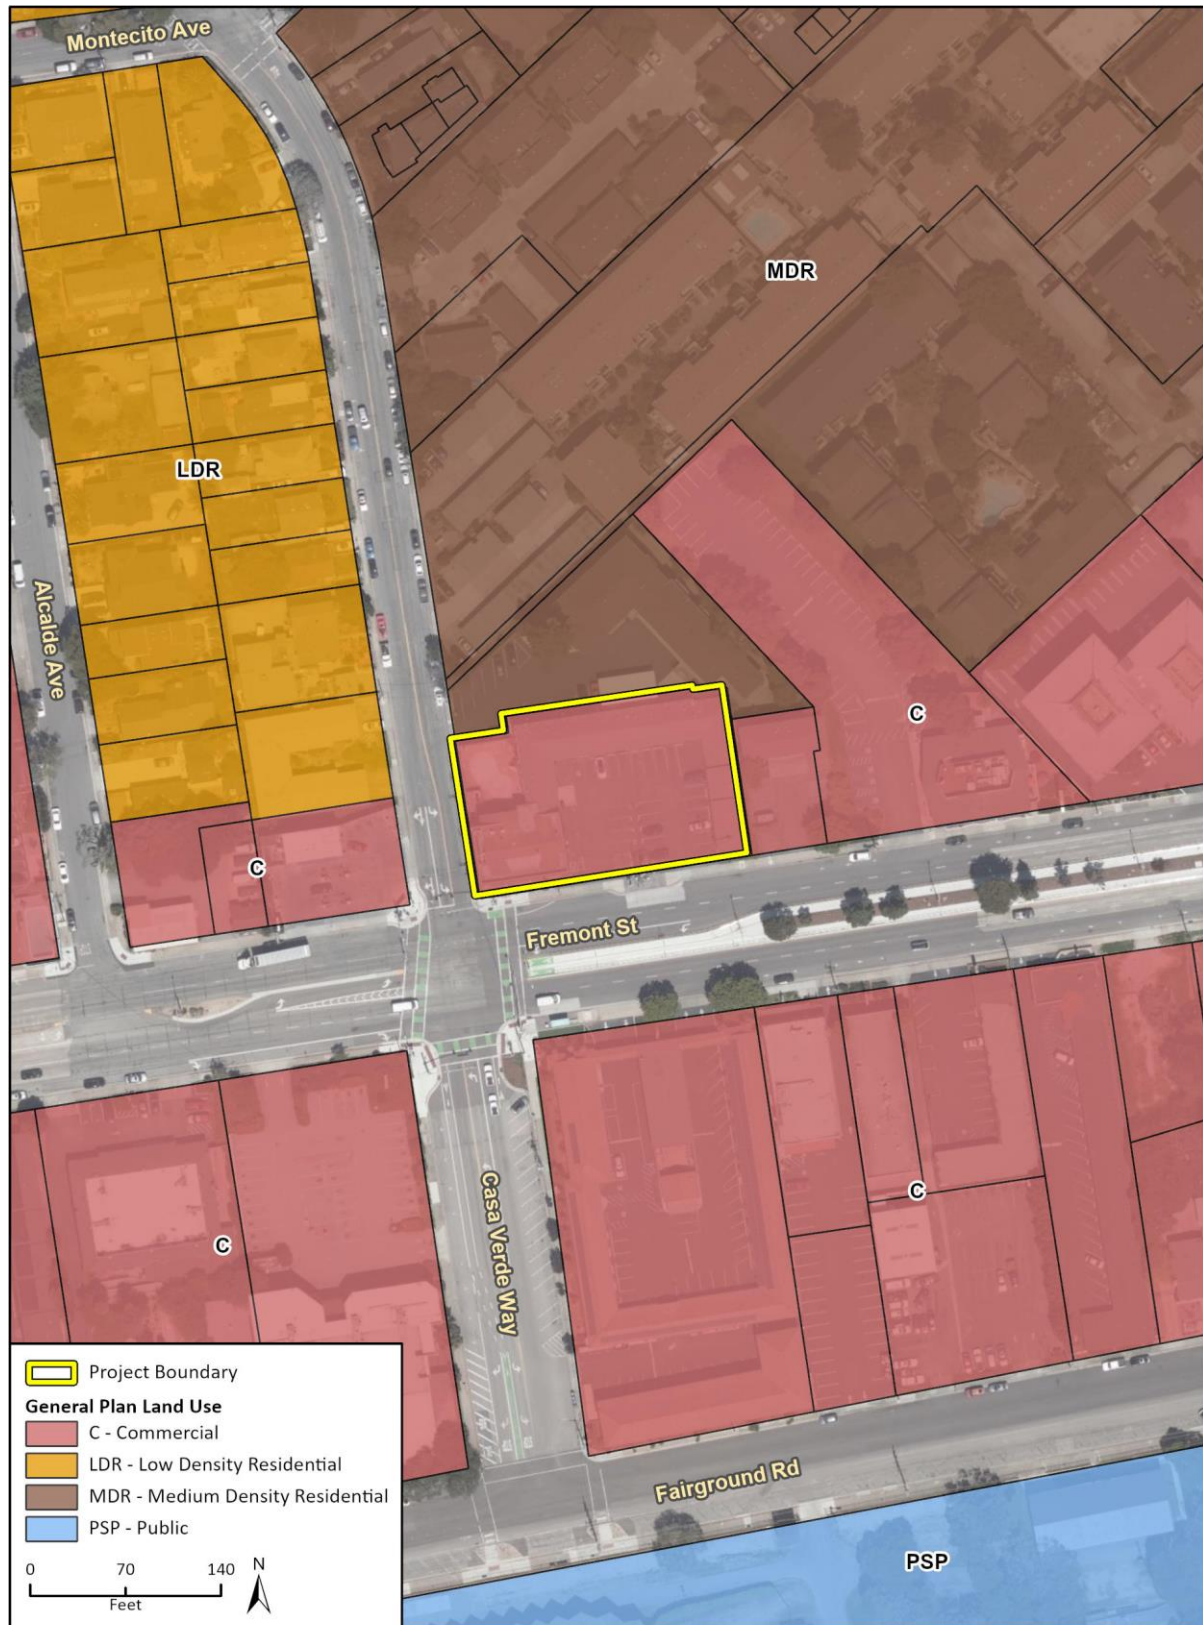 Montecito Ave
MDR
LDR
Alcalde Ave
C
C
Fremont St
Casa Verde Way
C
C
Fairground Rd
PSP
Project Boundary
General Plan Land Use
C - Commercial
LDR - Low Density Residential
MDR - Medium Density Residential
PSP - Public
0 70 140
Feet
N